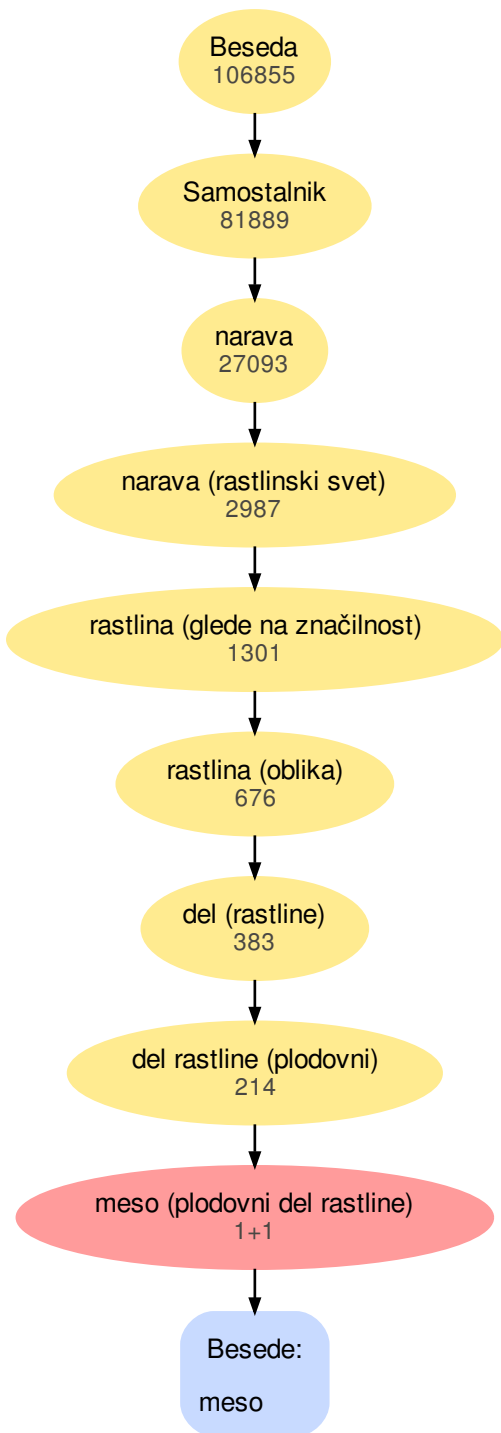 Beseda
106855
Samostalnik
81889
narava
27093
narava (rastlinski svet)
2987
rastlina (glede na značilnost)
1301
rastlina (oblika)
676
del (rastline)
383
del rastline (plodovni)
214
meso (plodovni del rastline)
1+1
Besede:
meso